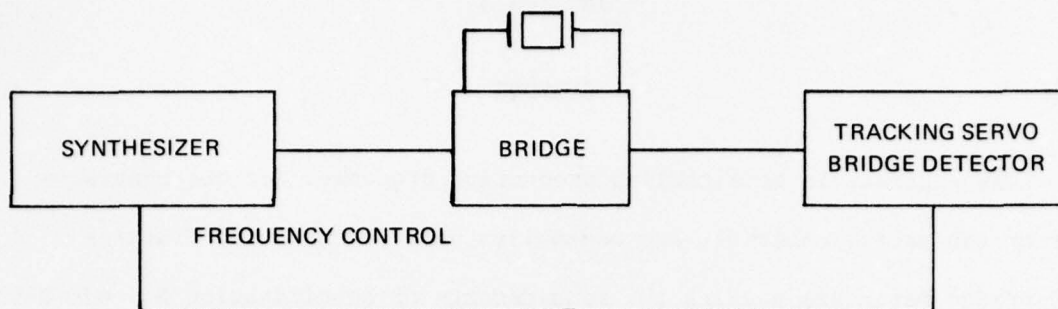 SYNTHESIZER
BRIDGE
TRACKING SERVO
BRIDGE DETECTOR
FREQUENCY CONTROL